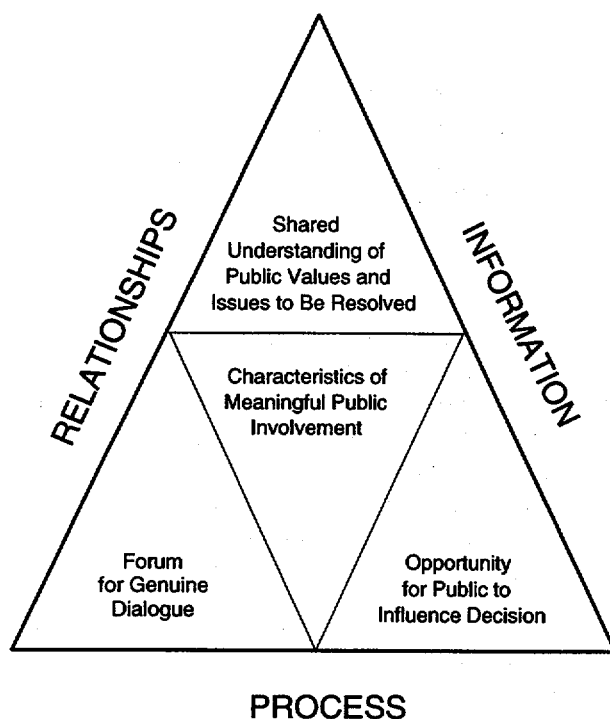 Shared
Understanding of
Public Values and
Issues to Be Resolved
RELATIONSHIPS
INFORMATION
Characteristics of
Meaningful Public
Involvement
Forum
for Genuine
Dialogue
Opportunity
for Public to
Influence Decision
PROCESS